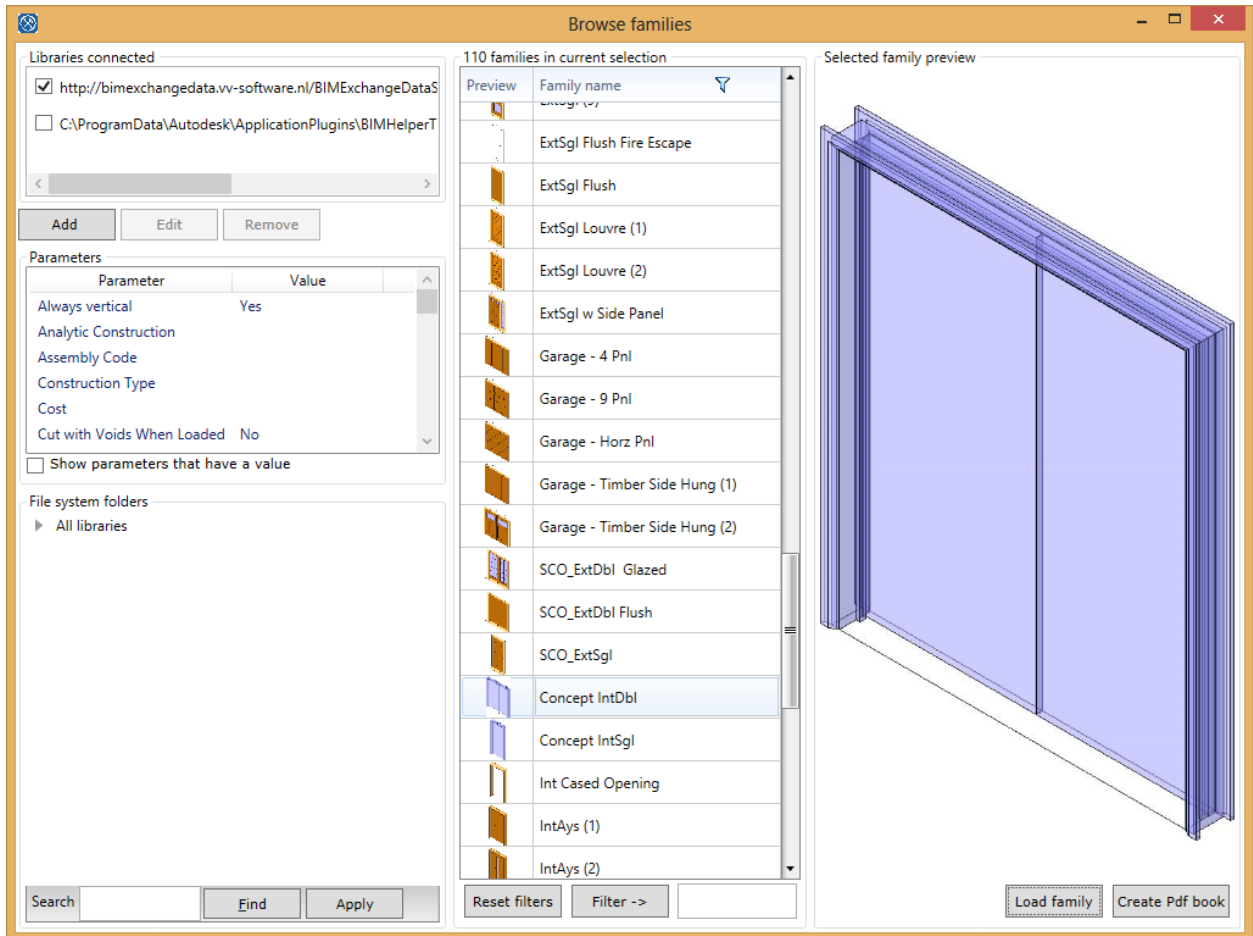 Browse families
Libraries connected
http://bimexchangedata.vv-software.nl/BIMExchangeDataS
C:\ProgramData\Autodesk\ApplicationPlugins\BIMHelperT
Add Edit Remove
Parameters
Parameter Value
Always vertical Yes
Analytic Construction
Assembly Code
Construction Type
Cost
Cut with Voids When Loaded No
Show parameters that have a value
File system folders
All libraries
Search Find Apply
110 families in current selection
Preview Family name
ExtSgl Flush Fire Escape
ExtSgl Flush
ExtSgl Louvre (1)
ExtSgl Louvre (2)
ExtSgl w Side Panel
Garage - 4 Pnl
Garage - 9 Pnl
Garage - Horz Pnl
Garage - Timber Side Hung (1)
Garage - Timber Side Hung (2)
SCO_ExtDbl  Glazed
SCO_ExtDbl Flush
SCO_ExtSgl
Concept IntDbl
Concept IntSgl
Int Cased Opening
IntAys (1)
IntAys (2)
Reset filters Filter ->
Selected family preview
Load family Create Pdf book